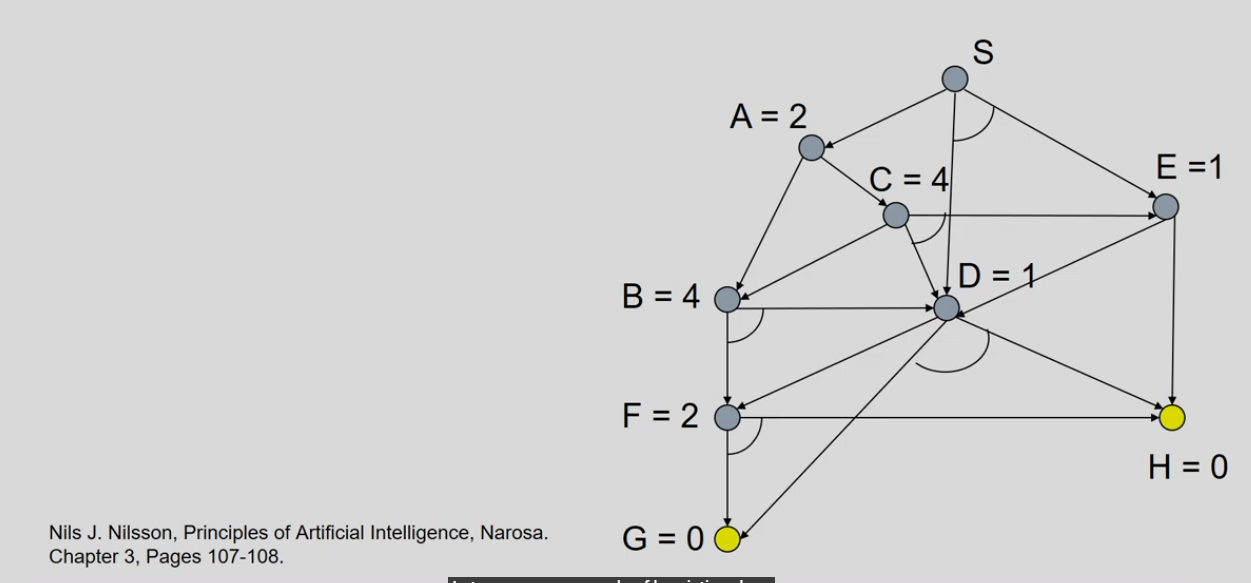 S
A = 2
E =1
C = 4
D = 1
B = 4
F = 2
H = 0
Nils J. Nilsson, Principles of Artificial Intelligence, Narosa.
Chapter 3, Pages 107-108.
G = 0